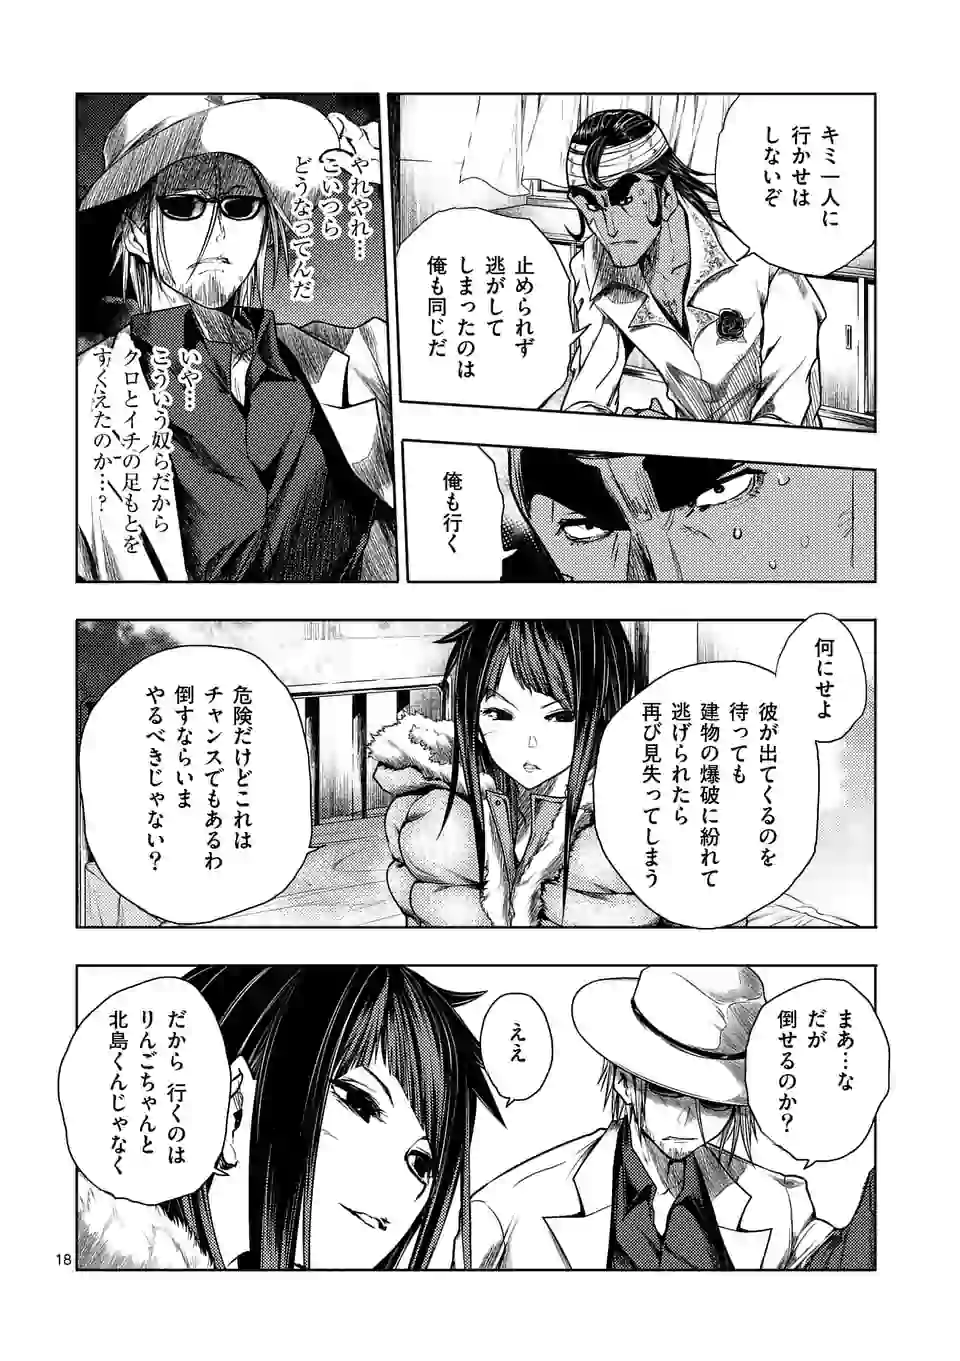 キミ一人に
行かせは
しないぞ
止められず
逃がして
しまったのは
俺も同じだ
俺も行く
やれやれ…
こいつら
どうなってんだ
いや…
こういう奴らだから
クロとイチの足もとを
すくえたのか…?
何にせよ
彼が出てくるのを
待っても
建物の爆破に紛れて
逃げられたら
再び見失ってしまう
危険だけどこれは
チャンスでもあるわ
倒すならいま
やるべきじゃない?
まあ…な
だが
倒せるのか?
ええ
だから 行くのは
りんごちゃんと
北島くんじゃなく
18